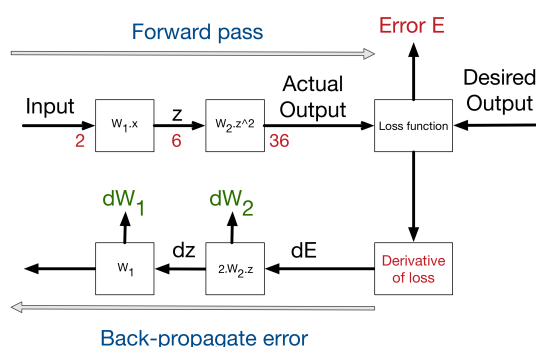 Forward pass
Error E
Input
W₁.x
z
W₂.z^2
Actual
Output
Loss function
Desired
Output
2
6
36
dW₁
dW₂
W₁
dz
2.W₂.z
dE
Derivative
of loss
Back-propagate error